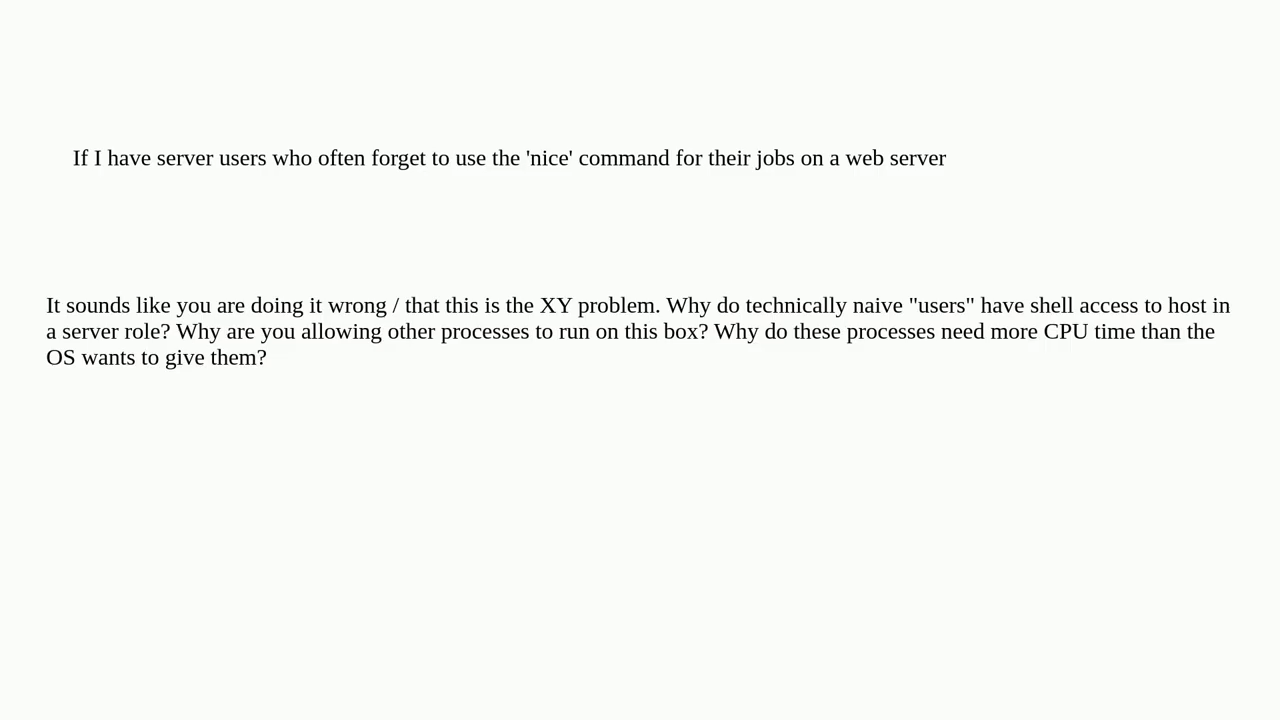 If I have server users who often forget to use the 'nice' command for their jobs on a web server
It sounds like you are doing it wrong / that this is the XY problem. Why do technically naive "users" have shell access to host in
a server role? Why are you allowing other processes to run on this box? Why do these processes need more CPU time than the
OS wants to give them?